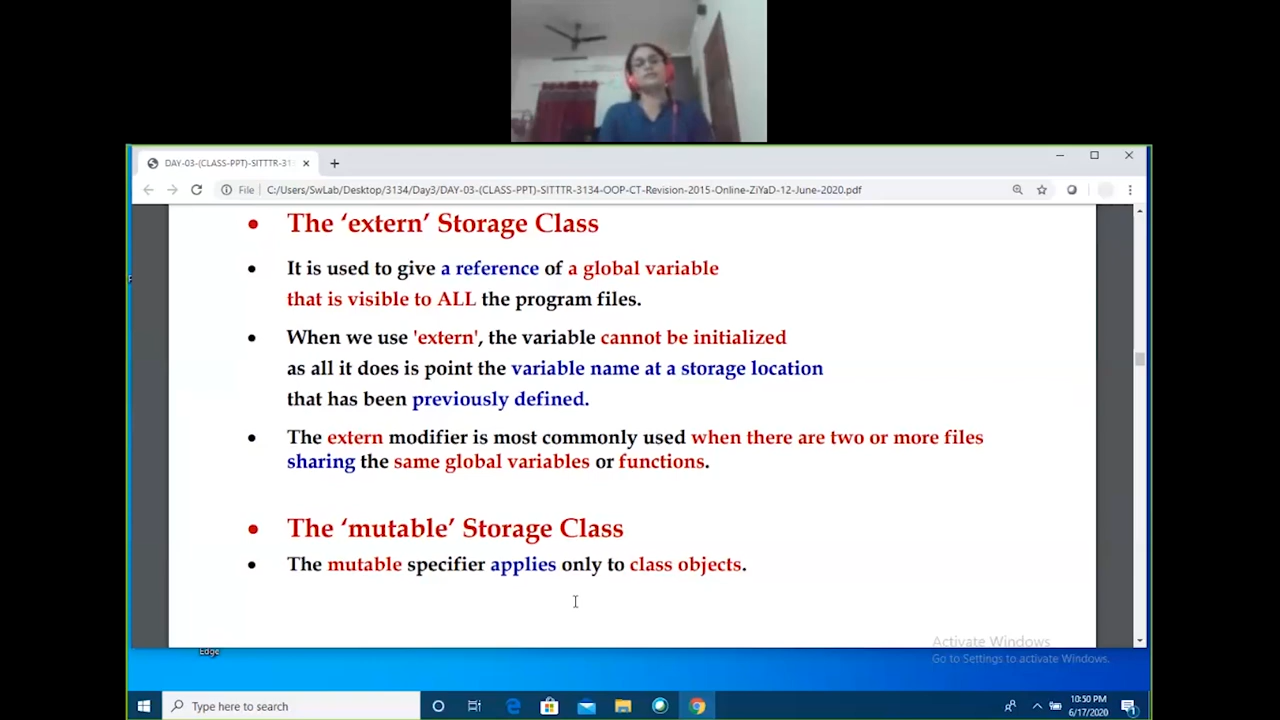 DAY-03-(CLASS-PPT)-SITTTR-31
File C:/Users/SwLab/Desktop/3134/Day3/DAY-03-(CLASS-PPT)-SITTTR-3134-OOP-CT-Revision-2015-Online-ZiYaD-12-June-2020.pdf
• The ‘extern’ Storage Class
• It is used to give a reference of a global variable
that is visible to ALL the program files.
• When we use 'extern', the variable cannot be initialized
as all it does is point the variable name at a storage location
that has been previously defined.
• The extern modifier is most commonly used when there are two or more files
sharing the same global variables or functions.
• The ‘mutable’ Storage Class
• The mutable specifier applies only to class objects.
Activate Windows
Go to Settings to activate Windows.
Edge
Type here to search
10:50 PM
6/17/2020